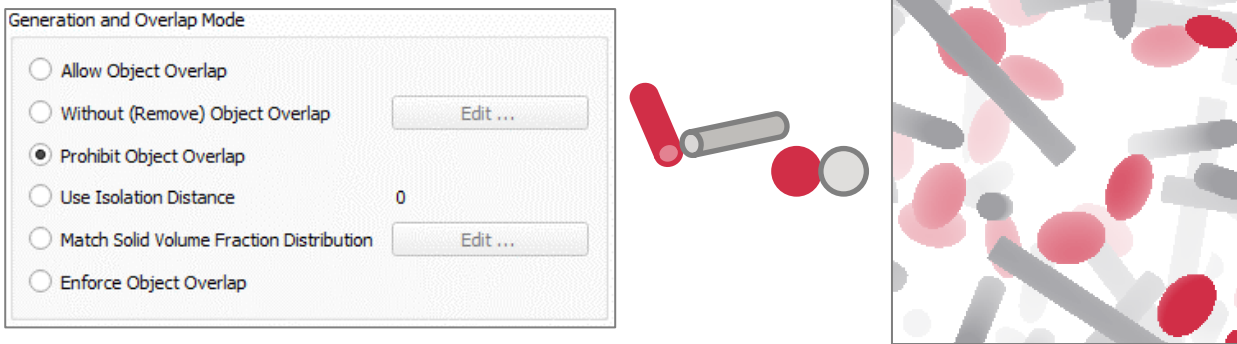 Generation and Overlap Mode
Allow Object Overlap
Without (Remove) Object Overlap Edit ...
Prohibit Object Overlap
Use Isolation Distance 0
Match Solid Volume Fraction Distribution Edit ...
Enforce Object Overlap